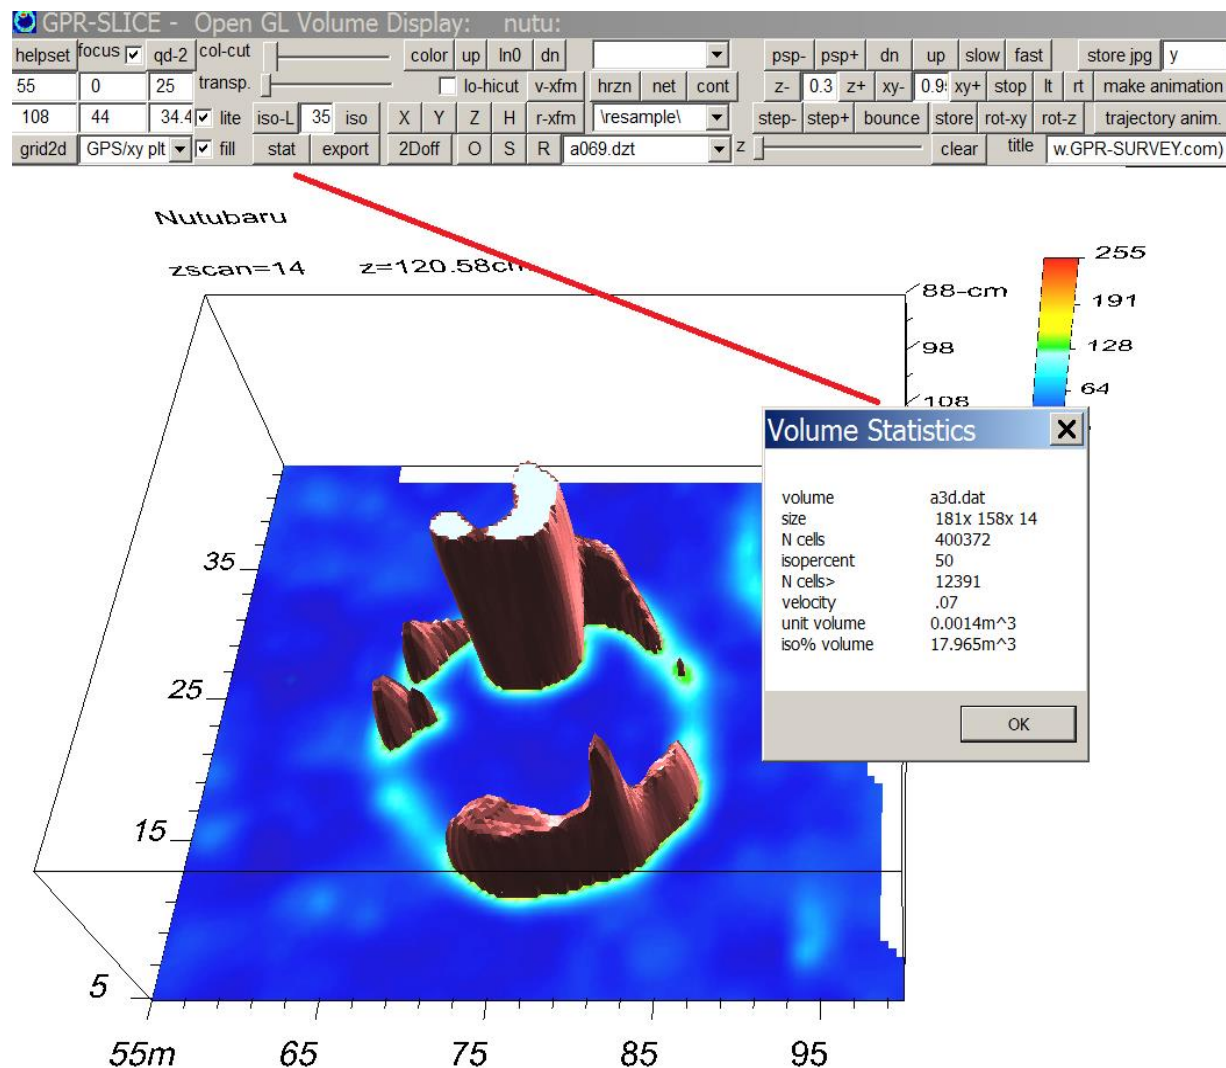 GPR-SLICE - Open GL Volume Display: nutu:
helpset focus qd-2 col-cut color up ln0 dn psp- psp+ dn up slow fast store jpg y
55 0 25 transp. lo-hicut v-xfm hrzn net cont z- 0.3 z+ xy- 0.9 xy+ stop lt rt make animation
108 44 34.4 lite iso-L 35 iso X Y Z H r-xfm \resample\ step- step+ bounce store rot-xy rot-z trajectory anim.
grid2d GPS/xy plt fill stat export 2Doff O S R a069.dzt z clear title w.GPR-SURVEY.com)
Nutubaru
zscan=14 z=120.58cm
88-cm
98
108
255
191
128
64
Volume Statistics
volume a3d.dat
size 181x 158x 14
N cells 400372
isopercent 50
N cells> 12391
velocity .07
unit volume 0.0014m^3
iso% volume 17.965m^3
OK
35
25
15
5
55m 65 75 85 95